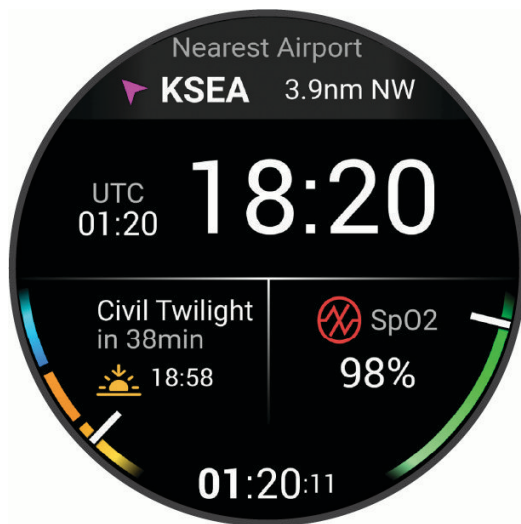 Nearest Airport
KSEA 3.9nm NW
UTC
01:20
18:20
Civil Twilight
in 38min
18:58
SpO2
98%
01:20:11